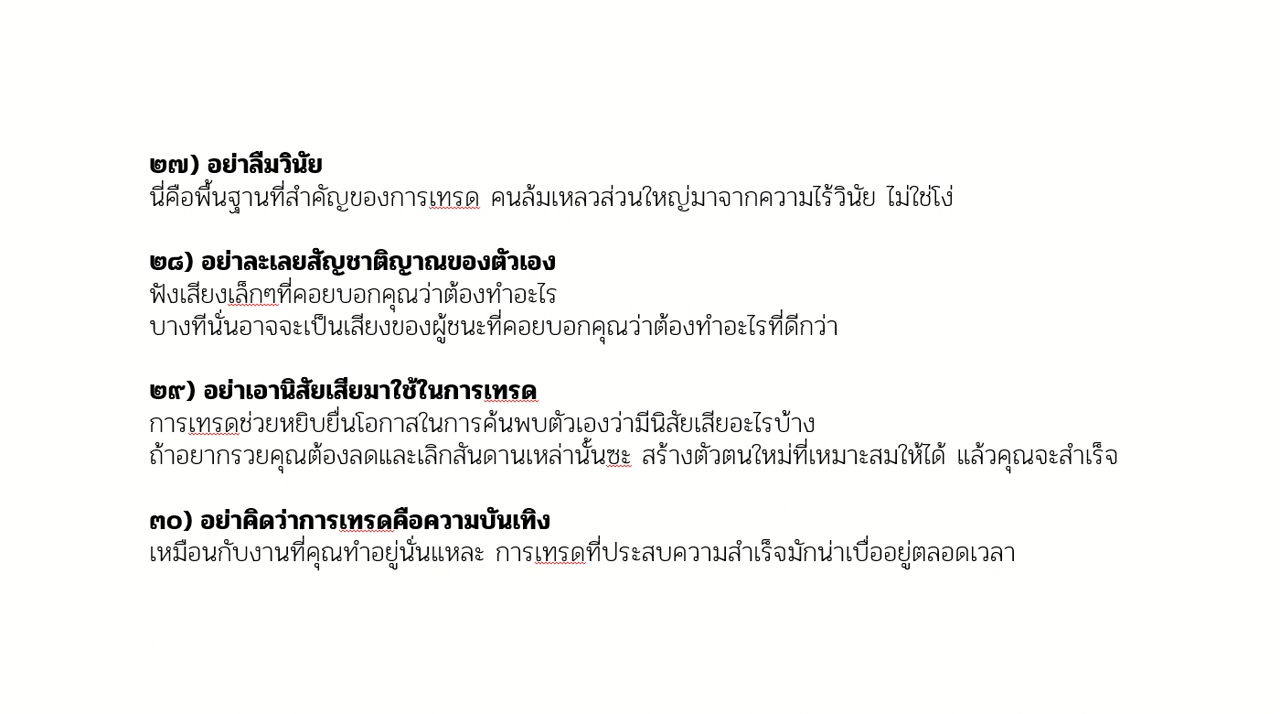 ๒๗) อย่าลืมวินัย
นี่คือพื้นฐานที่สำคัญของการเทรด คนล้มเหลวส่วนใหญ่มาจากความไร้วินัย ไม่ใช่โง่
๒๘) อย่าละเลยสัญชาติญาณของตัวเอง
ฟังเสียงเล็กๆที่คอยบอกคุณว่าต้องทำอะไร
บางทีนั่นอาจจะเป็นเสียงของผู้ชนะที่คอยบอกคุณว่าต้องทำอะไรที่ดีกว่า
๒๙) อย่าเอานิสัยเสียมาใช้ในการเทรด
การเทรดช่วยหยิบยื่นโอกาสในการค้นพบตัวเองว่ามีนิสัยเสียอะไรบ้าง
ถ้าอยากรวยคุณต้องลดและเลิกสันดานเหล่านั้นซะ สร้างตัวตนใหม่ที่เหมาะสมให้ได้ แล้วคุณจะสำเร็จ
๓๐) อย่าคิดว่าการเทรดคือความบันเทิง
เหมือนกับงานที่คุณทำอยู่นั่นแหละ การเทรดที่ประสบความสำเร็จมักน่าเบื่ออยู่ตลอดเวลา